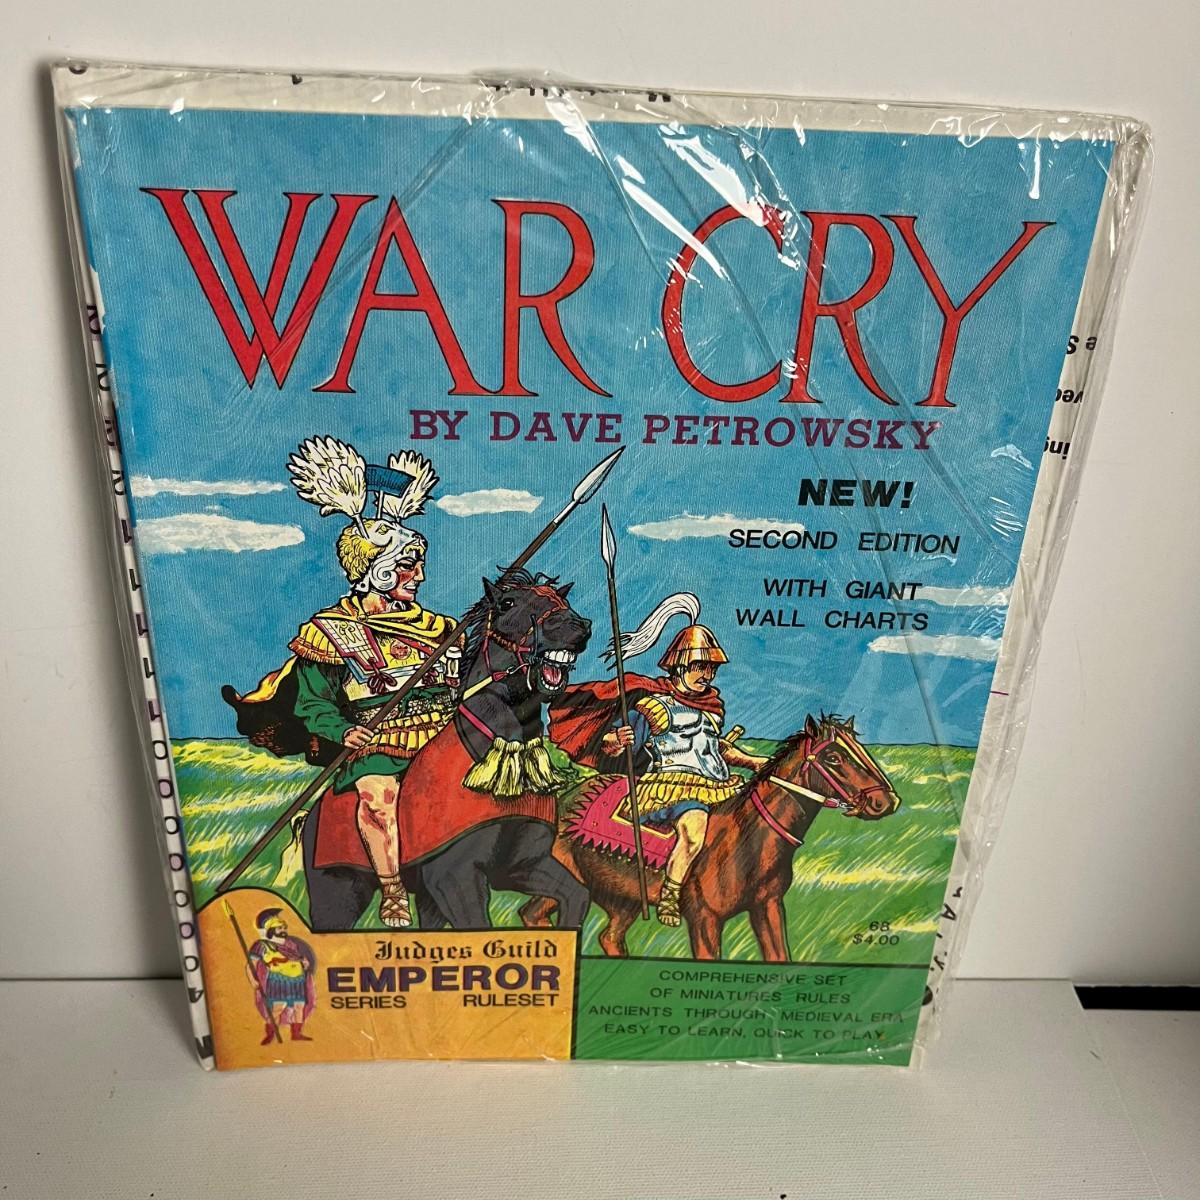 WAR CRY
BY DAVE PETROWSKY
NEW!
SECOND EDITION
WITH GIANT
WALL CHARTS
68
$4.00
Judges Guild
EMPEROR
SERIES RULESET
COMPREHENSIVE SET
OF MINIATURES RULES
ANCIENTS THROUGH MEDIEVAL ERA
EASY TO LEARN, QUICK TO PLAY.